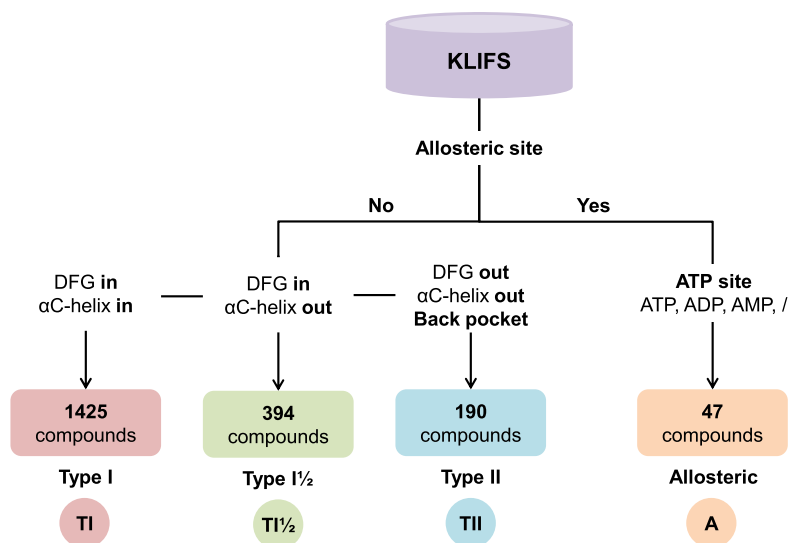 KLIFS
Allosteric site
No
Yes
DFG in
αC-helix in
DFG in
αC-helix out
DFG out
αC-helix out
Back pocket
ATP site
ATP, ADP, AMP, /
1425
compounds
394
compounds
190
compounds
47
compounds
Type I
Type I½
Type II
Allosteric
TI
TI½
TII
A